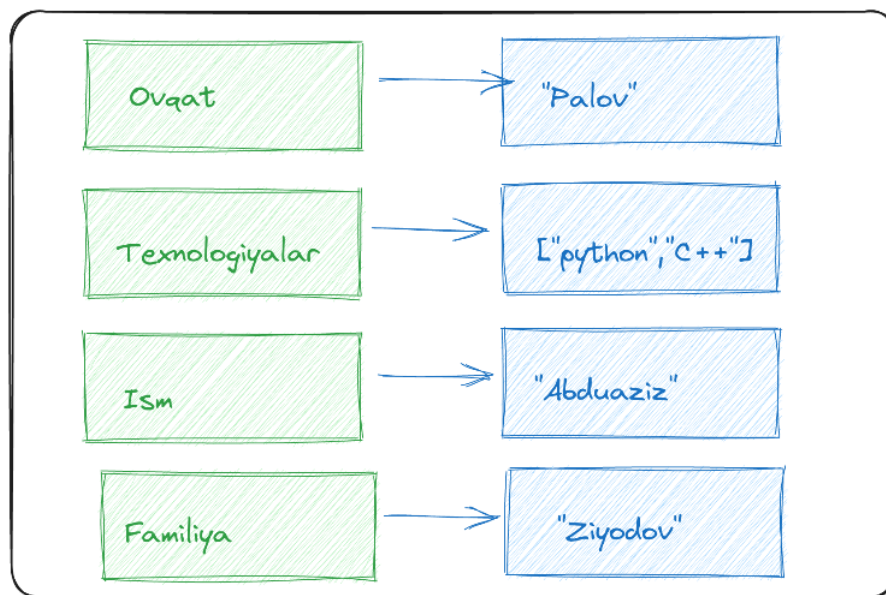 Ovqat
"Palov"
Texnologiyalar
["python","C++"]
Ism
"Abduaziz"
Familiya
"Ziyodov"